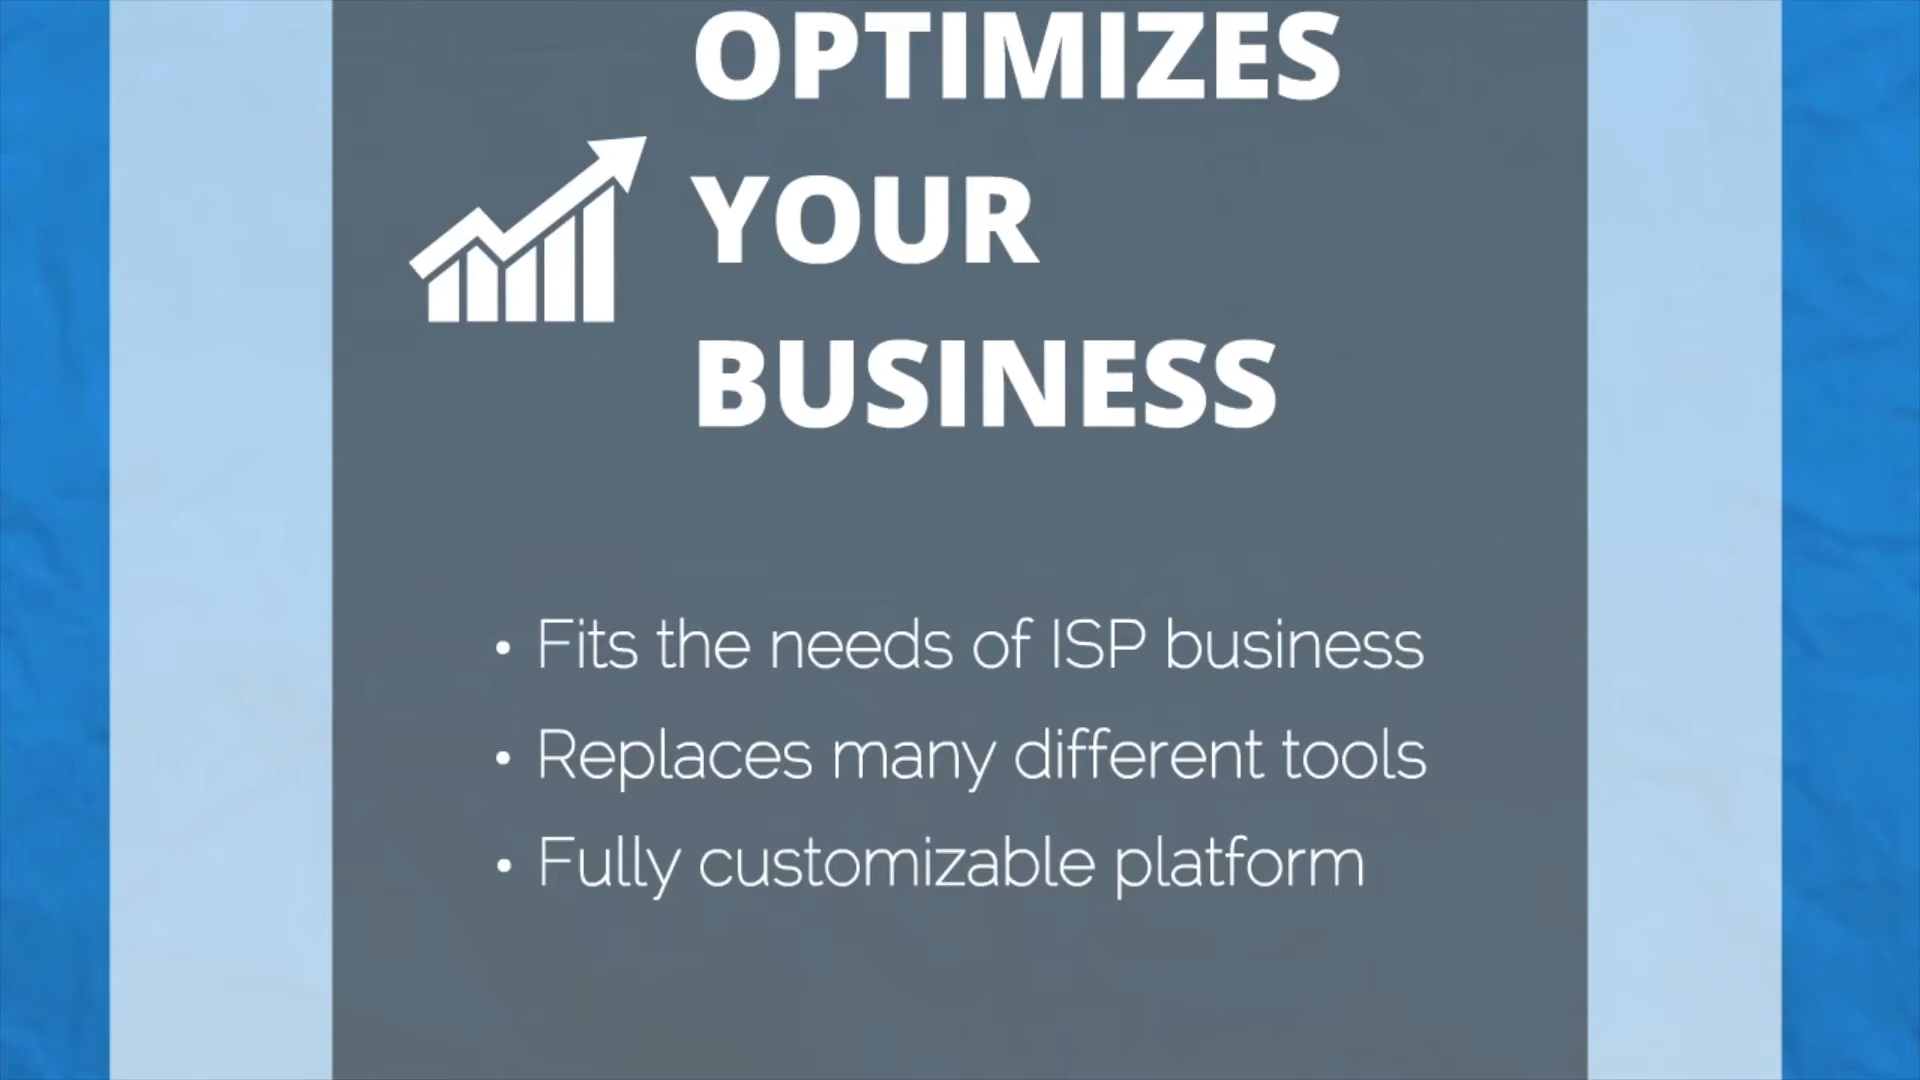 OPTIMIZES
YOUR
BUSINESS
• Fits the needs of ISP business
• Replaces many different tools
• Fully customizable platform